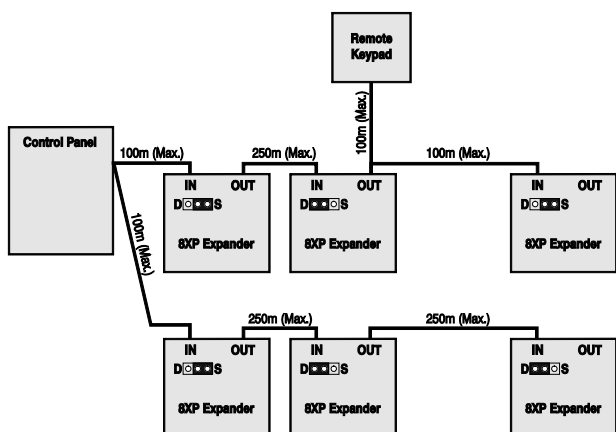 Remote
Keypad
100m (Max.)
Control Panel
100m (Max.)
250m (Max.)
100m (Max.)
IN OUT
D S
8XP Expander
IN OUT
D S
8XP Expander
IN OUT
D S
8XP Expander
100m (Max.)
250m (Max.)
250m (Max.)
IN OUT
D S
8XP Expander
IN OUT
D S
8XP Expander
IN OUT
D S
8XP Expander